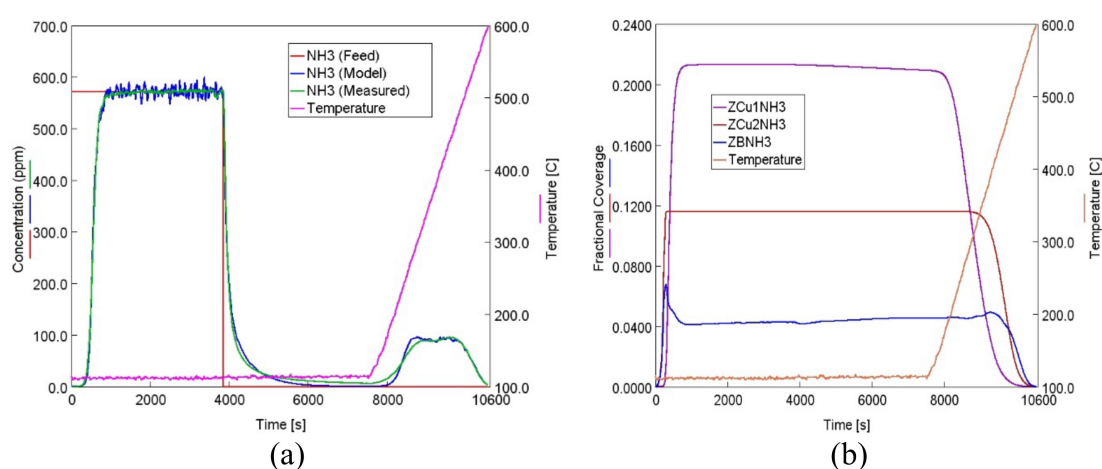 700.0
600.0
500.0
400.0
300.0
200.0
100.0
0.0
Concentration (ppm)
NH3 (Feed)
NH3 (Model)
NH3 (Measured)
Temperature
600.0
500.0
400.0
300.0
200.0
100.0
Temperature [C]
0 2000 4000 6000 8000 10600
Time [s]
(a)
0.2400
0.2000
0.1600
0.1200
0.0800
0.0400
0.0000
Fractional Coverage
ZCu1NH3
ZCu2NH3
ZBNH3
Temperature
600.0
500.0
400.0
300.0
200.0
100.0
Temperature [C]
0 2000 4000 6000 8000 10600
Time [s]
(b)